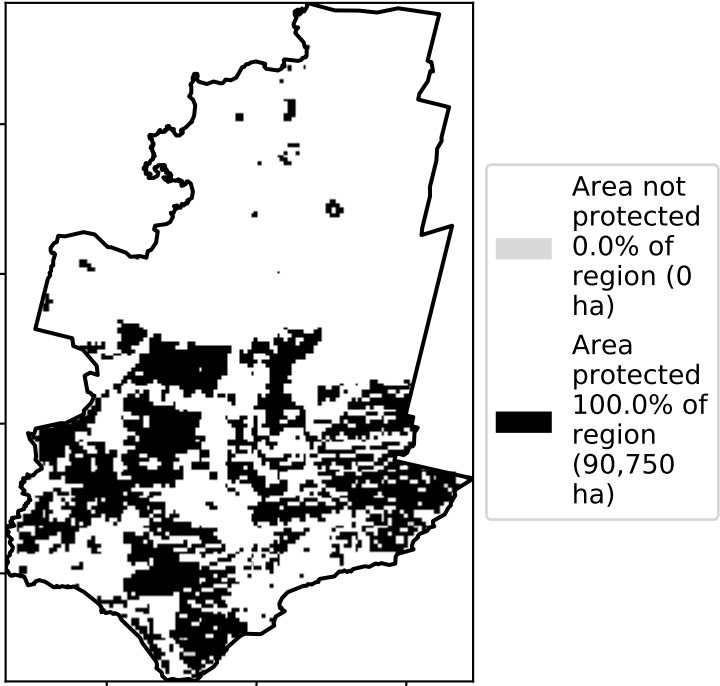 Area not
protected
0.0% of
region (0
ha)
Area
protected
100.0% of
region
(90,750
ha)